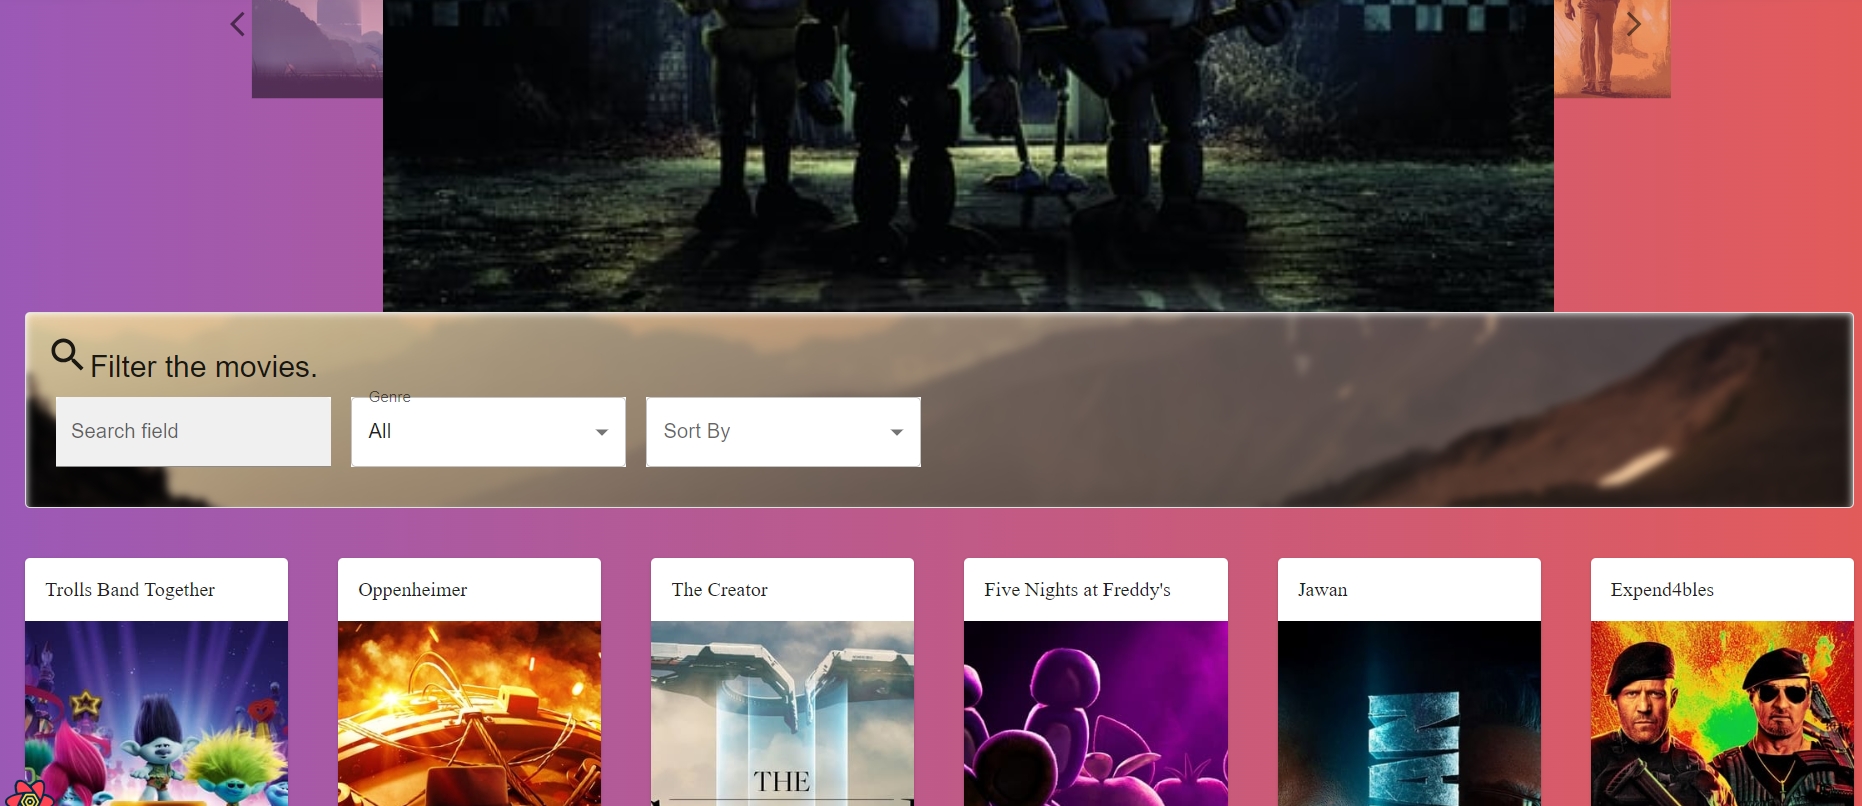 Filter the movies.
Search field
Genre
All
Sort By
Trolls Band Together
Oppenheimer
The Creator
Five Nights at Freddy's
Jawan
Expend4bles
THE